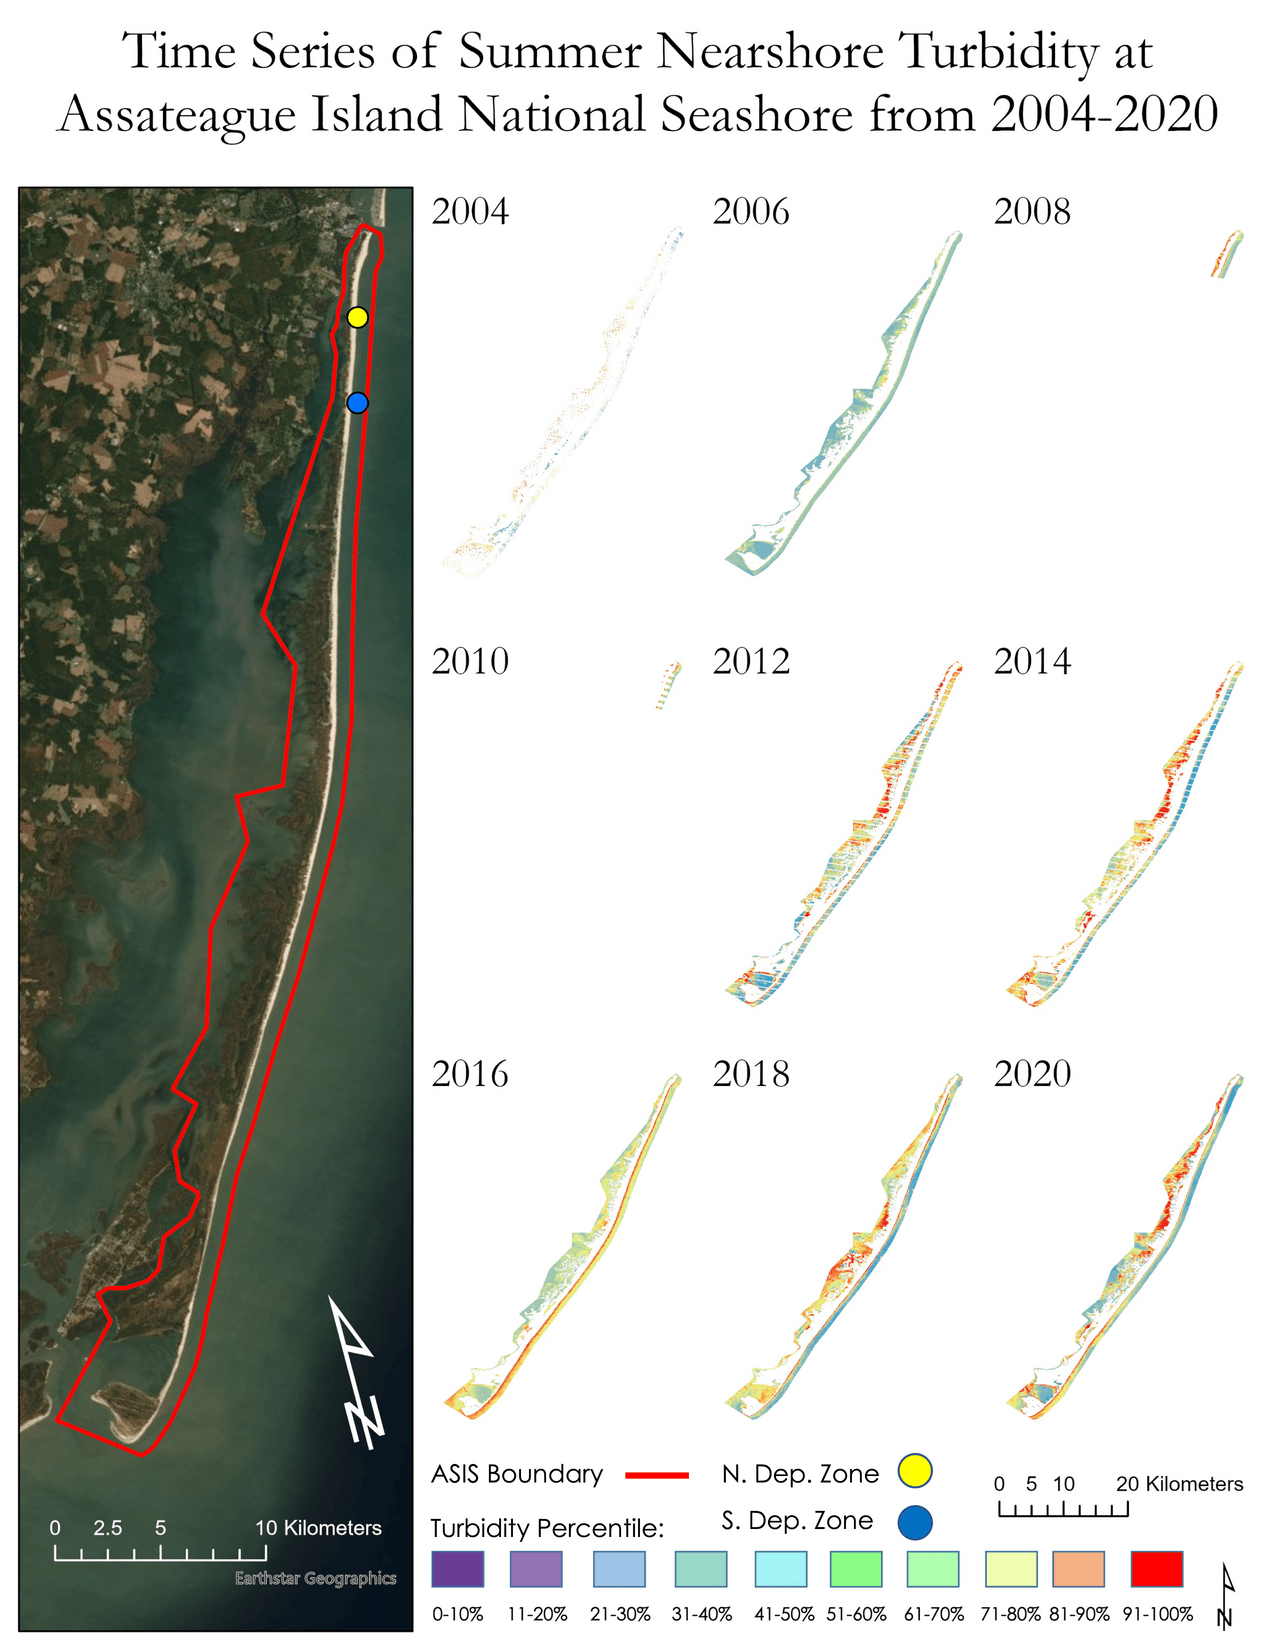 Time Series of Summer Nearshore Turbidity at
Assateague Island National Seashore from 2004-2020
2004
2006
2008
2010
2012
2014
2016
2018
2020
N
0 2.5 5 10 Kilometers
Earthstar Geographics
ASIS Boundary
N. Dep. Zone
S. Dep. Zone
0 5 10 20 Kilometers
Turbidity Percentile:
0-10% 11-20% 21-30% 31-40% 41-50% 51-60% 61-70% 71-80% 81-90% 91-100%
N